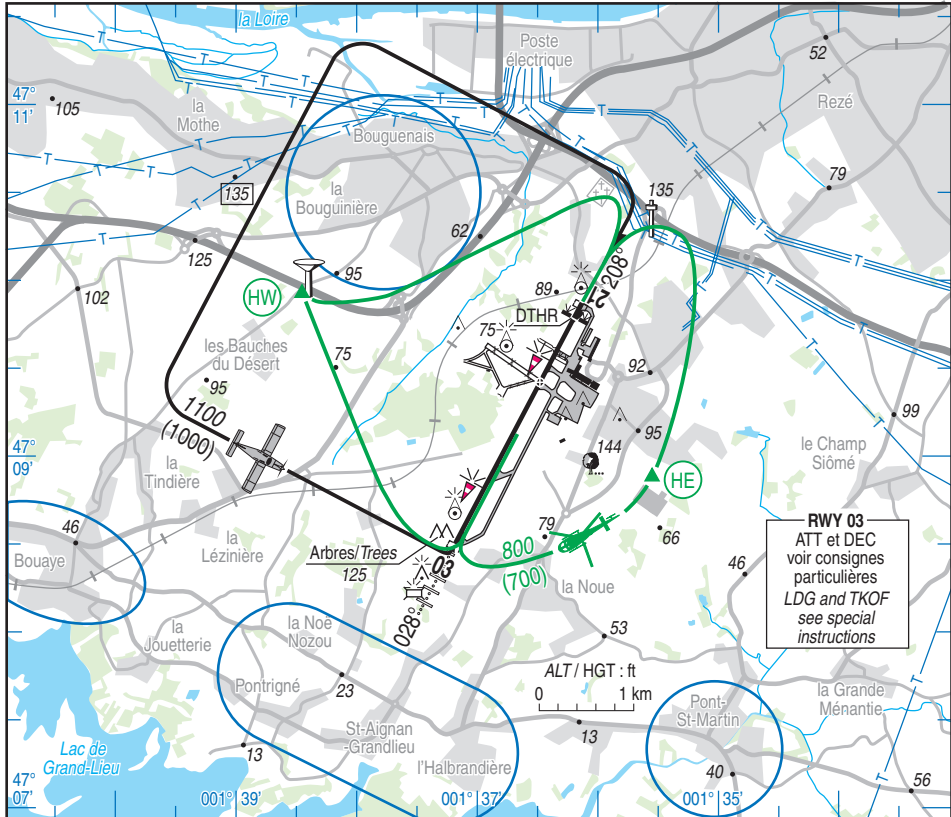 la Loire
Poste
électrique
52
47°
11'
105
la
Mothe
Rezé
Bouguenais
79
135
la
Bouguinière
135
62
125
208°
95
HW
102
89
21
DTHR
75
les Bauches
du Désert
75
92
95
1100
(1000)
99
95
47°
09'
144
le Champ
Siômé
la
Tindière
HE
RWY 03
ATT et DEC
voir consignes
particulières
LDG and TKOF
see special
instructions
66
46
79
800
(700)
la
Lézinière
Arbres/Trees
125
03
46
Bouaye
la Noue
028°
la Noë
Nozou
la
Jouetterie
53
ALT / HGT : ft
0 1 km
23
Pontrigné
la Grande
Ménantie
Pont-
St-Martin
St-Aignan
-Grandlieu
13
13
l'Halbrandière
Lac de
Grand-Lieu
40
56
47°
07'
001° 39'
001° 37'
001° 35'
T
T
T
T
T
T
T
T
T
T
T
T
T
T